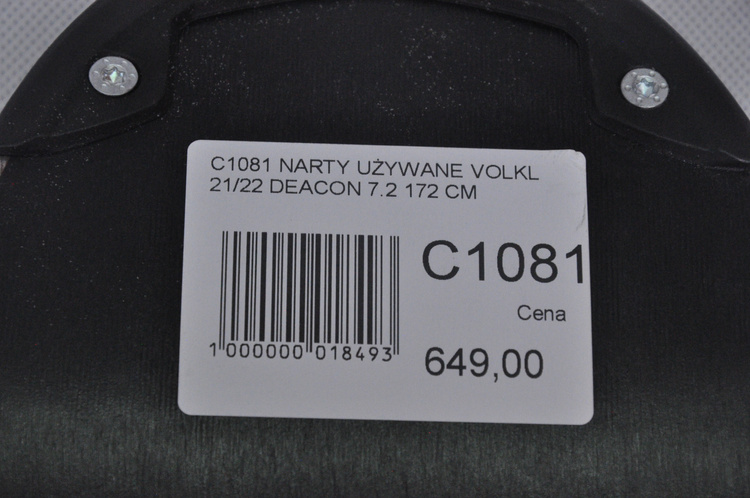 C1081 NARTY UŻYWANE VOLKL
21/22 DEACON 7.2 172 CM
C1081
Cena
1 000000 018493
649,00